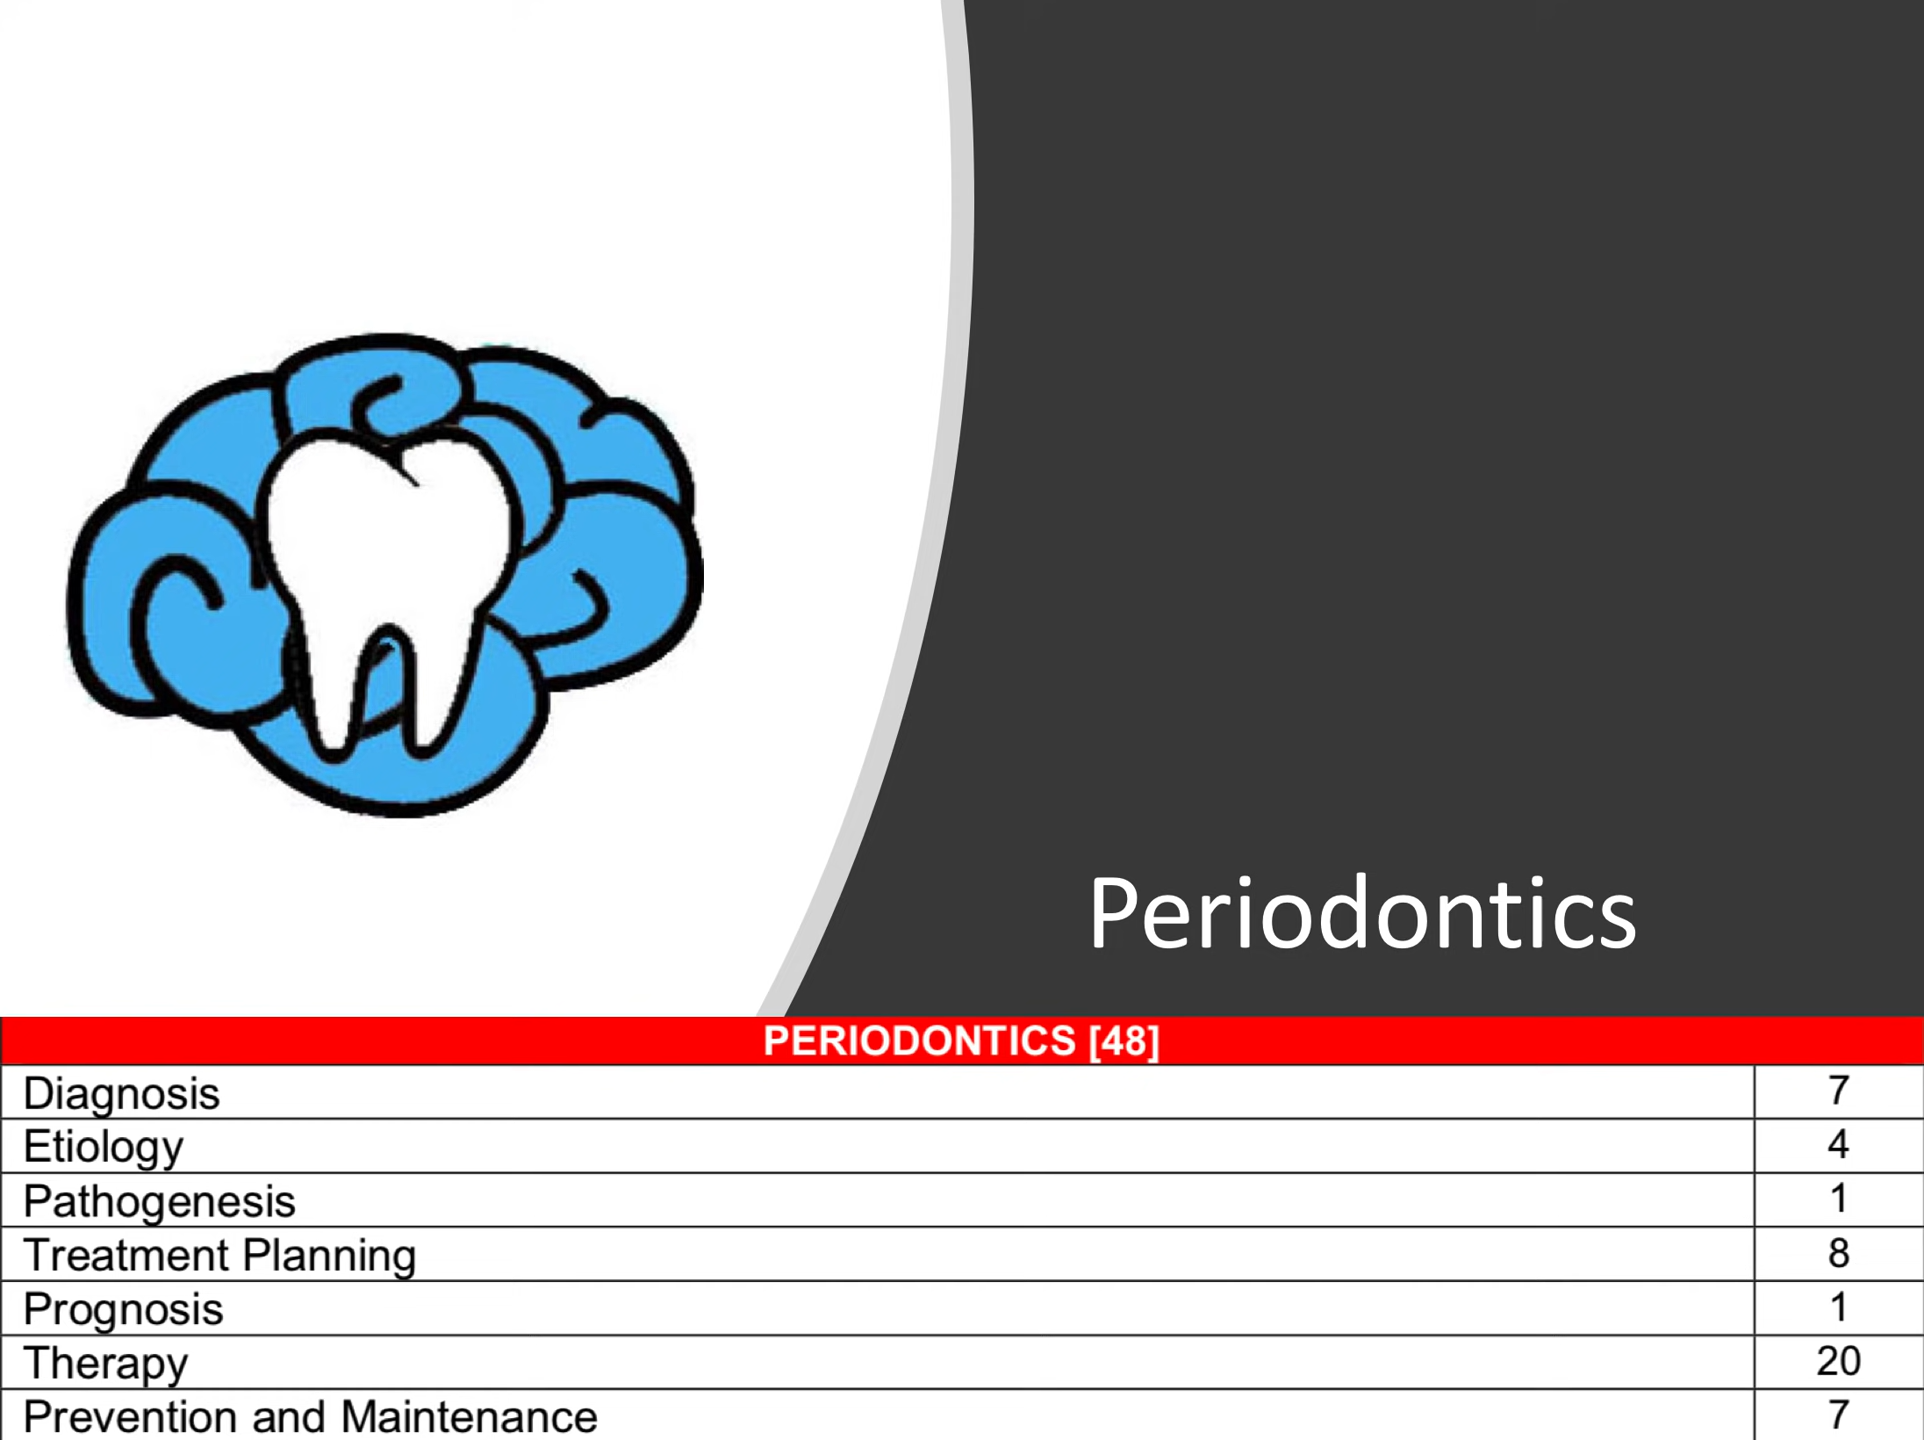 Periodontics
PERIODONTICS [48]
Diagnosis 7
Etiology 4
Pathogenesis 1
Treatment Planning 8
Prognosis 1
Therapy 20
Prevention and Maintenance 7